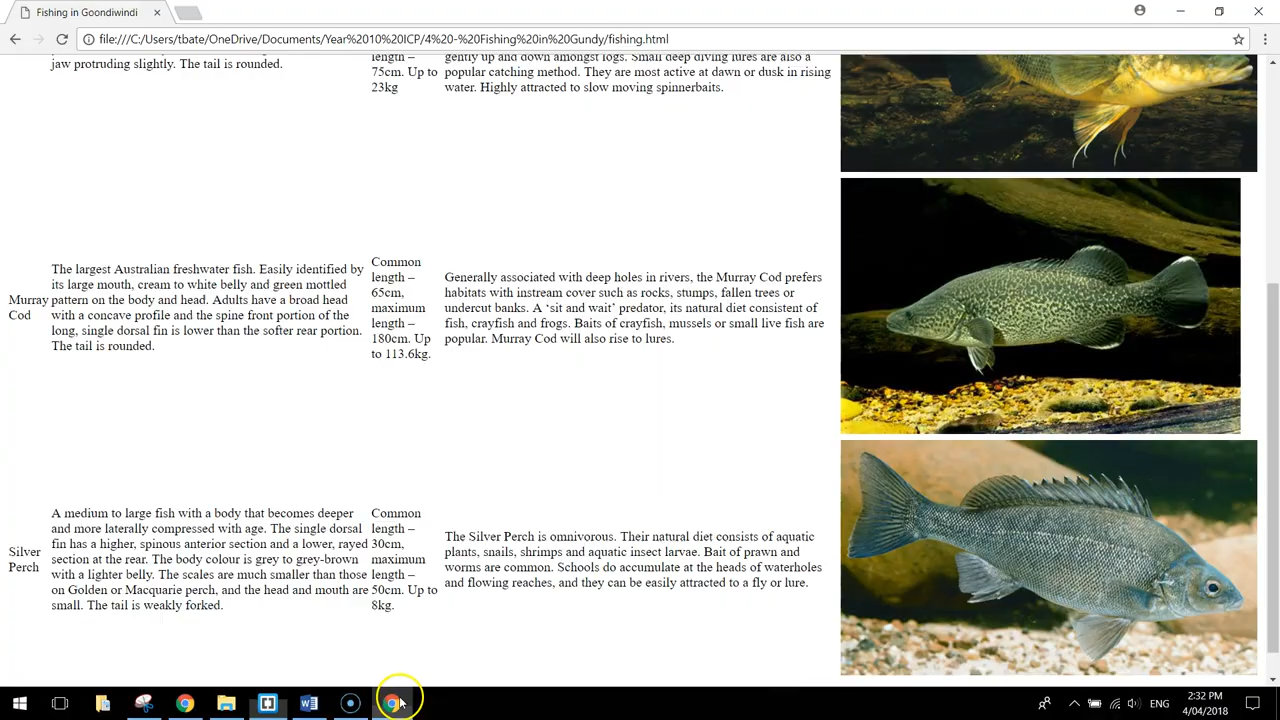 Fishing in Goondiwindi
file:///C:/Users/tbate/OneDrive/Documents/Year%2010%20ICP/4%20-%20Fishing%20in%20Gundy/fishing.html
jaw protruding slightly. The tail is rounded.
length –
75cm. Up to
23kg
gently up and down amongst logs. Small deep diving lures are also a
popular catching method. They are most active at dawn or dusk in rising
water. Highly attracted to slow moving spinnerbaits.
Murray
Cod
The largest Australian freshwater fish. Easily identified by
its large mouth, cream to white belly and green mottled
pattern on the body and head. Adults have a broad head
with a concave profile and the spine front portion of the
long, single dorsal fin is lower than the softer rear portion.
The tail is rounded.
Common
length –
65cm,
maximum
length –
180cm. Up
to 113.6kg.
Generally associated with deep holes in rivers, the Murray Cod prefers
habitats with instream cover such as rocks, stumps, fallen trees or
undercut banks. A ‘sit and wait’ predator, its natural diet consistent of
fish, crayfish and frogs. Baits of crayfish, mussels or small live fish are
popular. Murray Cod will also rise to lures.
Silver
Perch
A medium to large fish with a body that becomes deeper
and more laterally compressed with age. The single dorsal
fin has a higher, spinous anterior section and a lower, rayed
section at the rear. The body colour is grey to grey-brown
with a lighter belly. The scales are much smaller than those
on Golden or Macquarie perch, and the head and mouth are
small. The tail is weakly forked.
Common
length –
30cm,
maximum
length –
50cm. Up to
8kg.
The Silver Perch is omnivorous. Their natural diet consists of aquatic
plants, snails, shrimps and aquatic insect larvae. Bait of prawn and
worms are common. Schools do accumulate at the heads of waterholes
and flowing reaches, and they can be easily attracted to a fly or lure.
ENG
2:32 PM
4/04/2018